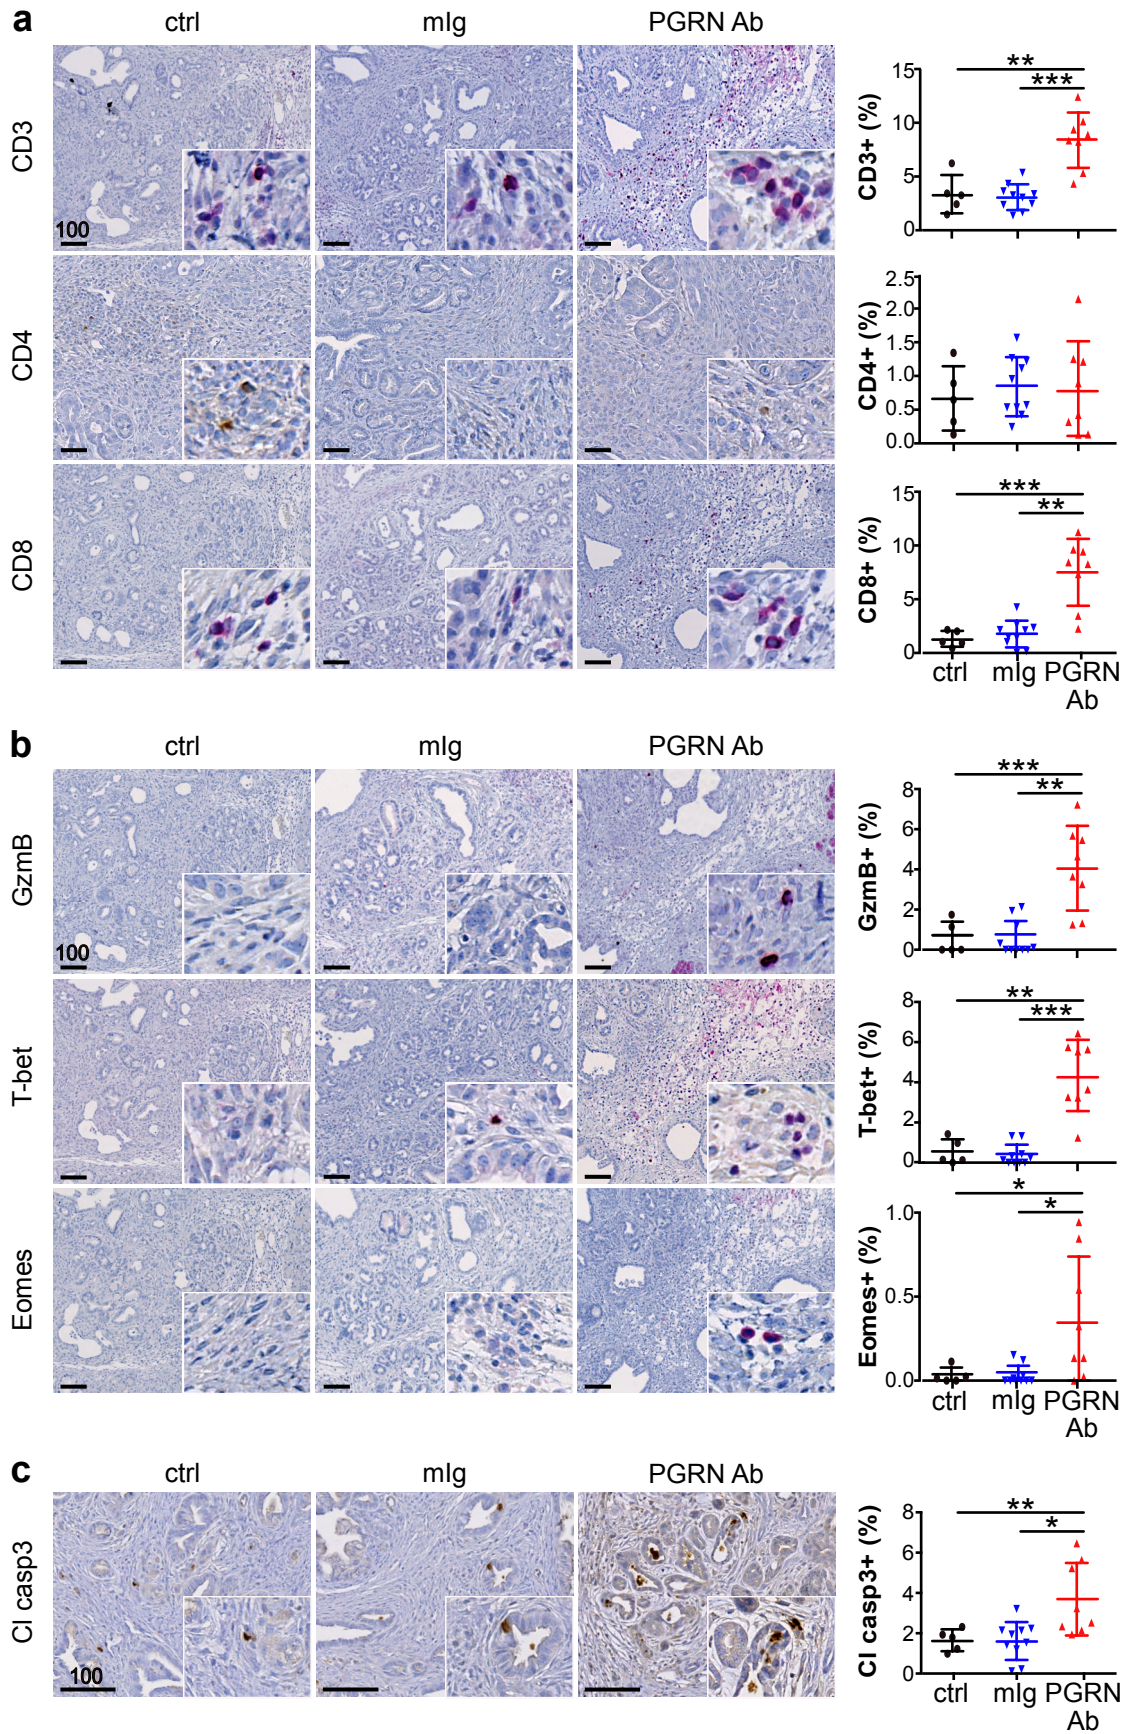 a
ctrl
mIg
PGRN Ab
CD3
100
CD3+ (%)
15
10
5
0
**
***
CD4
CD4+ (%)
2.5
2.0
1.5
1.0
0.5
0.0
CD8
CD8+ (%)
15
10
5
0
***
**
ctrl
mIg
PGRN
Ab
b
ctrl
mIg
PGRN Ab
GzmB
100
GzmB+ (%)
8
6
4
2
0
***
**
T-bet
T-bet+ (%)
8
6
4
2
0
**
***
Eomes
Eomes+ (%)
1.0
0.5
0.0
*
*
ctrl
mIg
PGRN
Ab
c
ctrl
mIg
PGRN Ab
Cl casp3
100
Cl casp3+ (%)
8
6
4
2
0
**
*
ctrl
mIg
PGRN
Ab